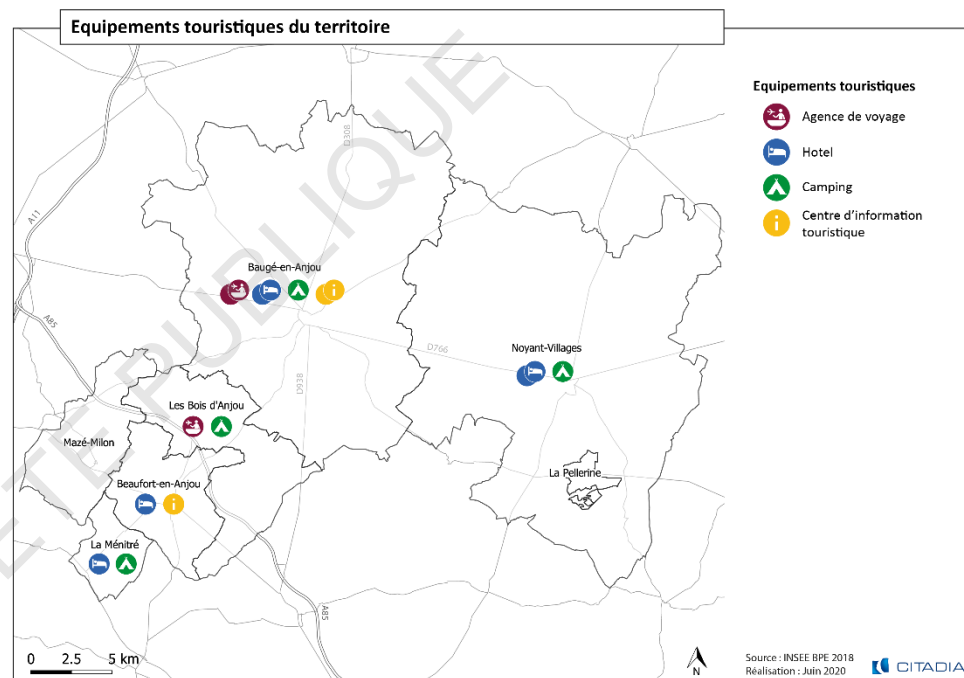 Equipements touristiques du territoire
Equipements touristiques
Agence de voyage
Hotel
Camping
Centre d'information
touristique
D308
A11
A85
Baugé-en-Anjou
D766
Noyant-Villages
D938
Les Bois d'Anjou
Mazé-Milon
La Pellerine
Beaufort-en-Anjou
La Ménitré
A85
0 2.5 5 km
N
Source : INSEE BPE 2018
Réalisation : Juin 2020
CITADIA
ETE PUBLIQUE